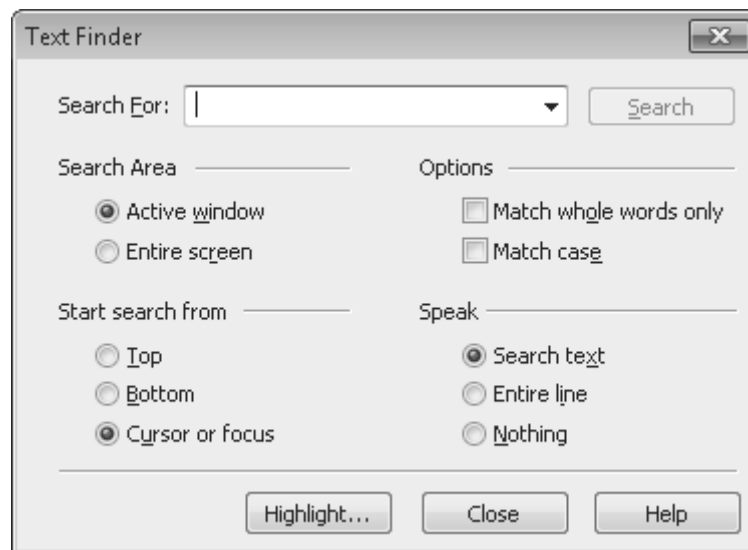 Text Finder
Search For:
Search
Search Area
Options
Active window
Match whole words only
Entire screen
Match case
Start search from
Speak
Top
Search text
Bottom
Entire line
Cursor or focus
Nothing
Highlight...
Close
Help